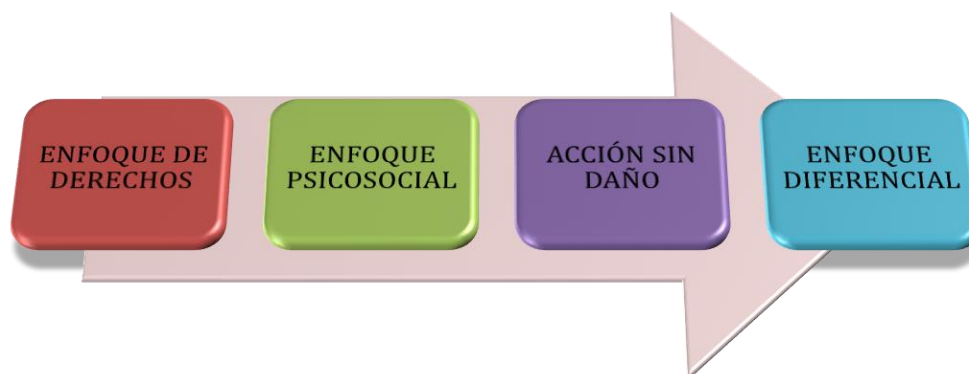 ENFOQUE DE
DERECHOS
ENFOQUE
PSICOSOCIAL
ACCIÓN SIN
DAÑO
ENFOQUE
DIFERENCIAL